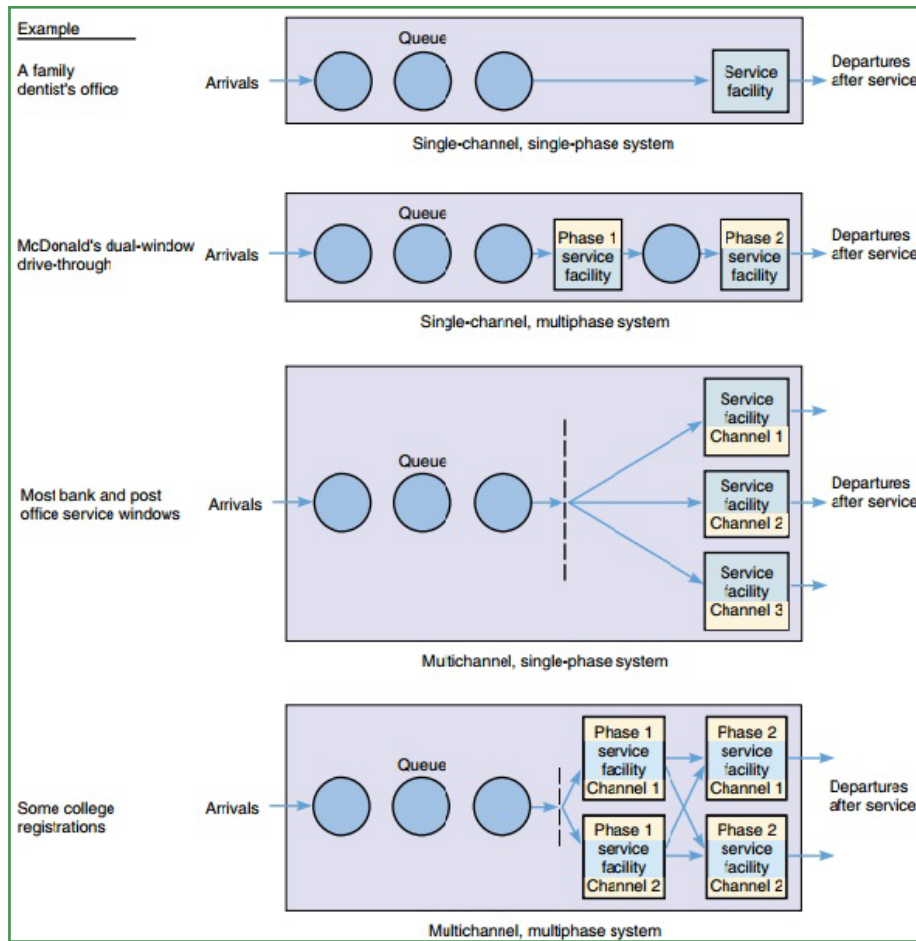 Example
A family
dentist's office
Arrivals
Queue
Service
facility
Departures
after service
Single-channel, single-phase system
McDonald's dual-window
drive-through
Arrivals
Queue
Phase 1
service
facility
Phase 2
service
facility
Departures
after service
Single-channel, multiphase system
Most bank and post
office service windows
Arrivals
Queue
Service
facility
Channel 1
Service
facility
Channel 2
Service
facility
Channel 3
Departures
after service
Multichannel, single-phase system
Some college
registrations
Arrivals
Queue
Phase 1
service
facility
Channel 1
Phase 2
service
facility
Channel 1
Phase 1
service
facility
Channel 2
Phase 2
service
facility
Channel 2
Departures
after service
Multichannel, multiphase system